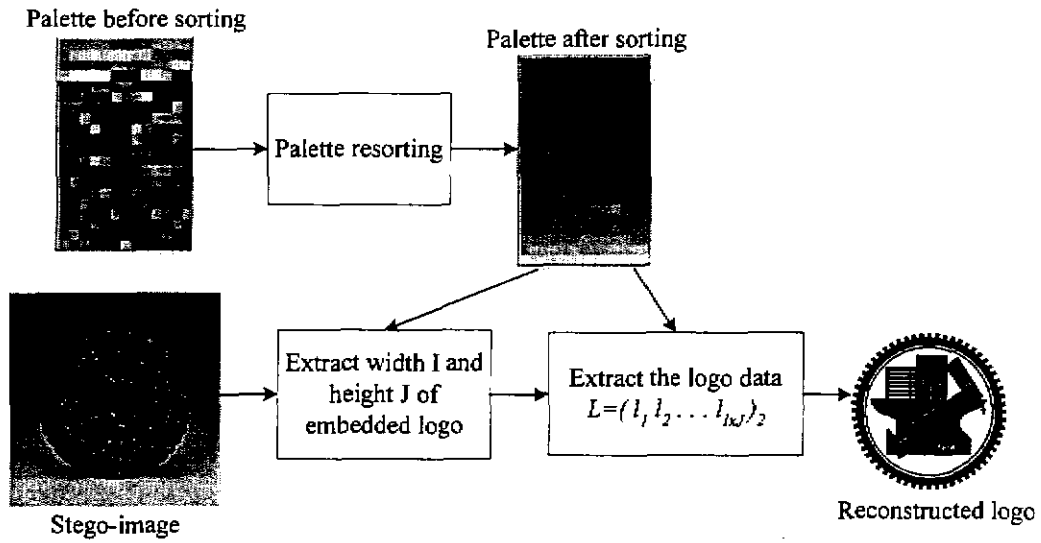 Palette before sorting
Palette after sorting
Palette resorting
Extract width I and
height J of
embedded logo
Extract the logo data
L=(l₁ l₂ . . . l_IxJ)₂
Stego-image
Reconstructed logo